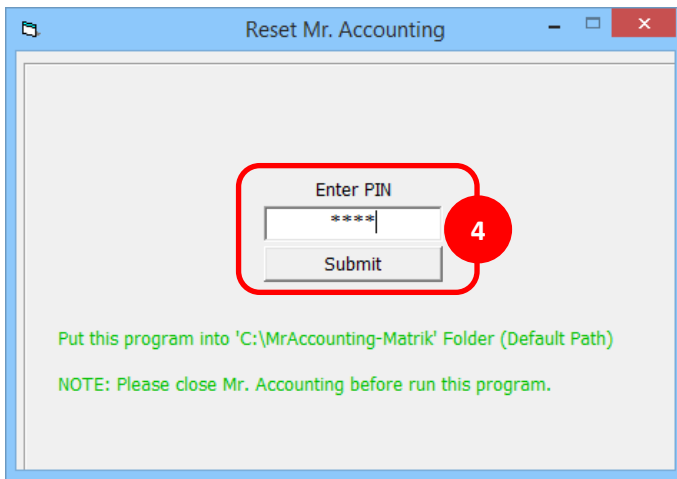 Reset Mr. Accounting
Enter PIN
****
4
Submit
Put this program into 'C:\MrAccounting-Matrik' Folder (Default Path)
NOTE: Please close Mr. Accounting before run this program.